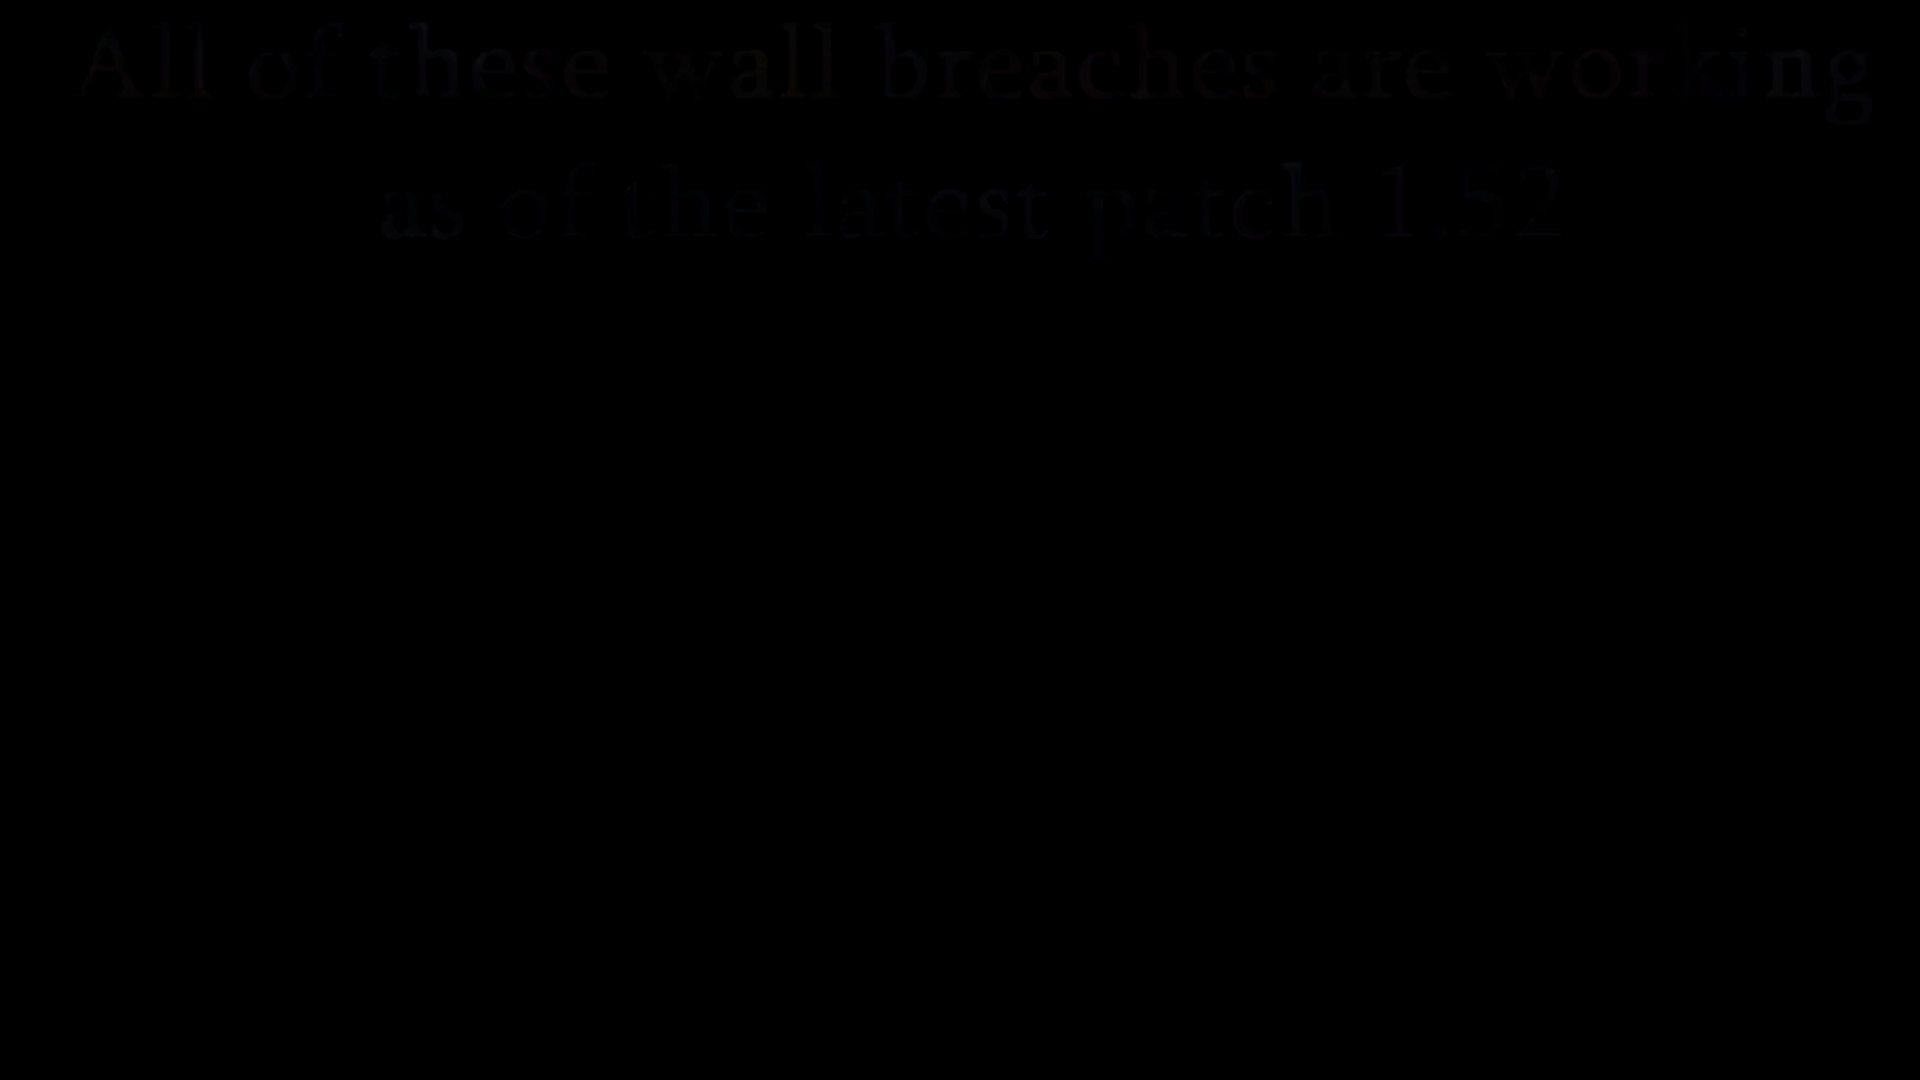 All of these wall breaches are working
as of the latest patch 1.52